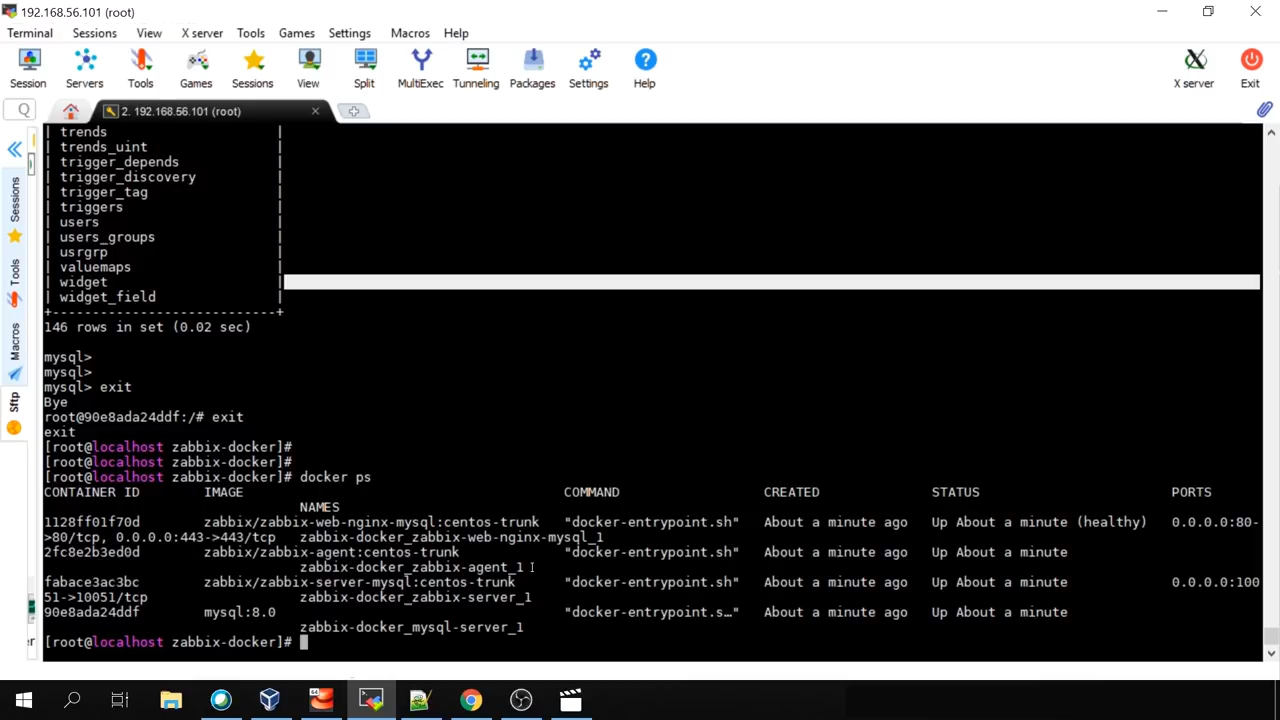 192.168.56.101 (root)
Terminal Sessions View X server Tools Games Settings Macros Help
Session Servers Tools Games Sessions View Split MultiExec Tunneling Packages Settings Help X server Exit
2. 192.168.56.101 (root)
Sessions
Tools
Macros
Sftp
| trends |
| trends_uint |
| trigger_depends |
| trigger_discovery |
| trigger_tag |
| triggers |
| users |
| users_groups |
| usrgrp |
| valuemaps |
| widget |
| widget_field |
+----------------------------+
146 rows in set (0.02 sec)
mysql>
mysql>
mysql> exit
Bye
root@90e8ada24ddf:/# exit
exit
[root@localhost zabbix-docker]#
[root@localhost zabbix-docker]#
[root@localhost zabbix-docker]# docker ps
CONTAINER ID IMAGE COMMAND CREATED STATUS PORTS
NAMES
1128ff01f70d zabbix/zabbix-web-nginx-mysql:centos-trunk "docker-entrypoint.sh" About a minute ago Up About a minute (healthy) 0.0.0.0:80-
>80/tcp, 0.0.0.0:443->443/tcp zabbix-docker_zabbix-web-nginx-mysql_1
2fc8e2b3ed0d zabbix/zabbix-agent:centos-trunk "docker-entrypoint.sh" About a minute ago Up About a minute
zabbix-docker_zabbix-agent_1
fabace3ac3bc zabbix/zabbix-server-mysql:centos-trunk "docker-entrypoint.sh" About a minute ago Up About a minute 0.0.0.0:100
51->10051/tcp zabbix-docker_zabbix-server_1
90e8ada24ddf mysql:8.0 "docker-entrypoint.s…" About a minute ago Up About a minute
zabbix-docker_mysql-server_1
[root@localhost zabbix-docker]#